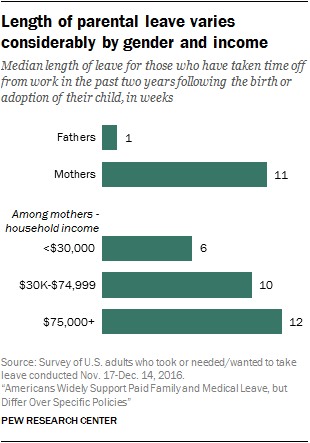 Length of parental leave varies
considerably by gender and income
Median length of leave for those who have taken time off
from work in the past two years following the birth or
adoption of their child, in weeks
Fathers 1
Mothers 11
Among mothers -
household income
<$30,000 6
$30K-$74,999 10
$75,000+ 12
Source: Survey of U.S. adults who took or needed/wanted to take
leave conducted Nov. 17-Dec. 14, 2016.
“Americans Widely Support Paid Family and Medical Leave, but
Differ Over Specific Policies”
PEW RESEARCH CENTER